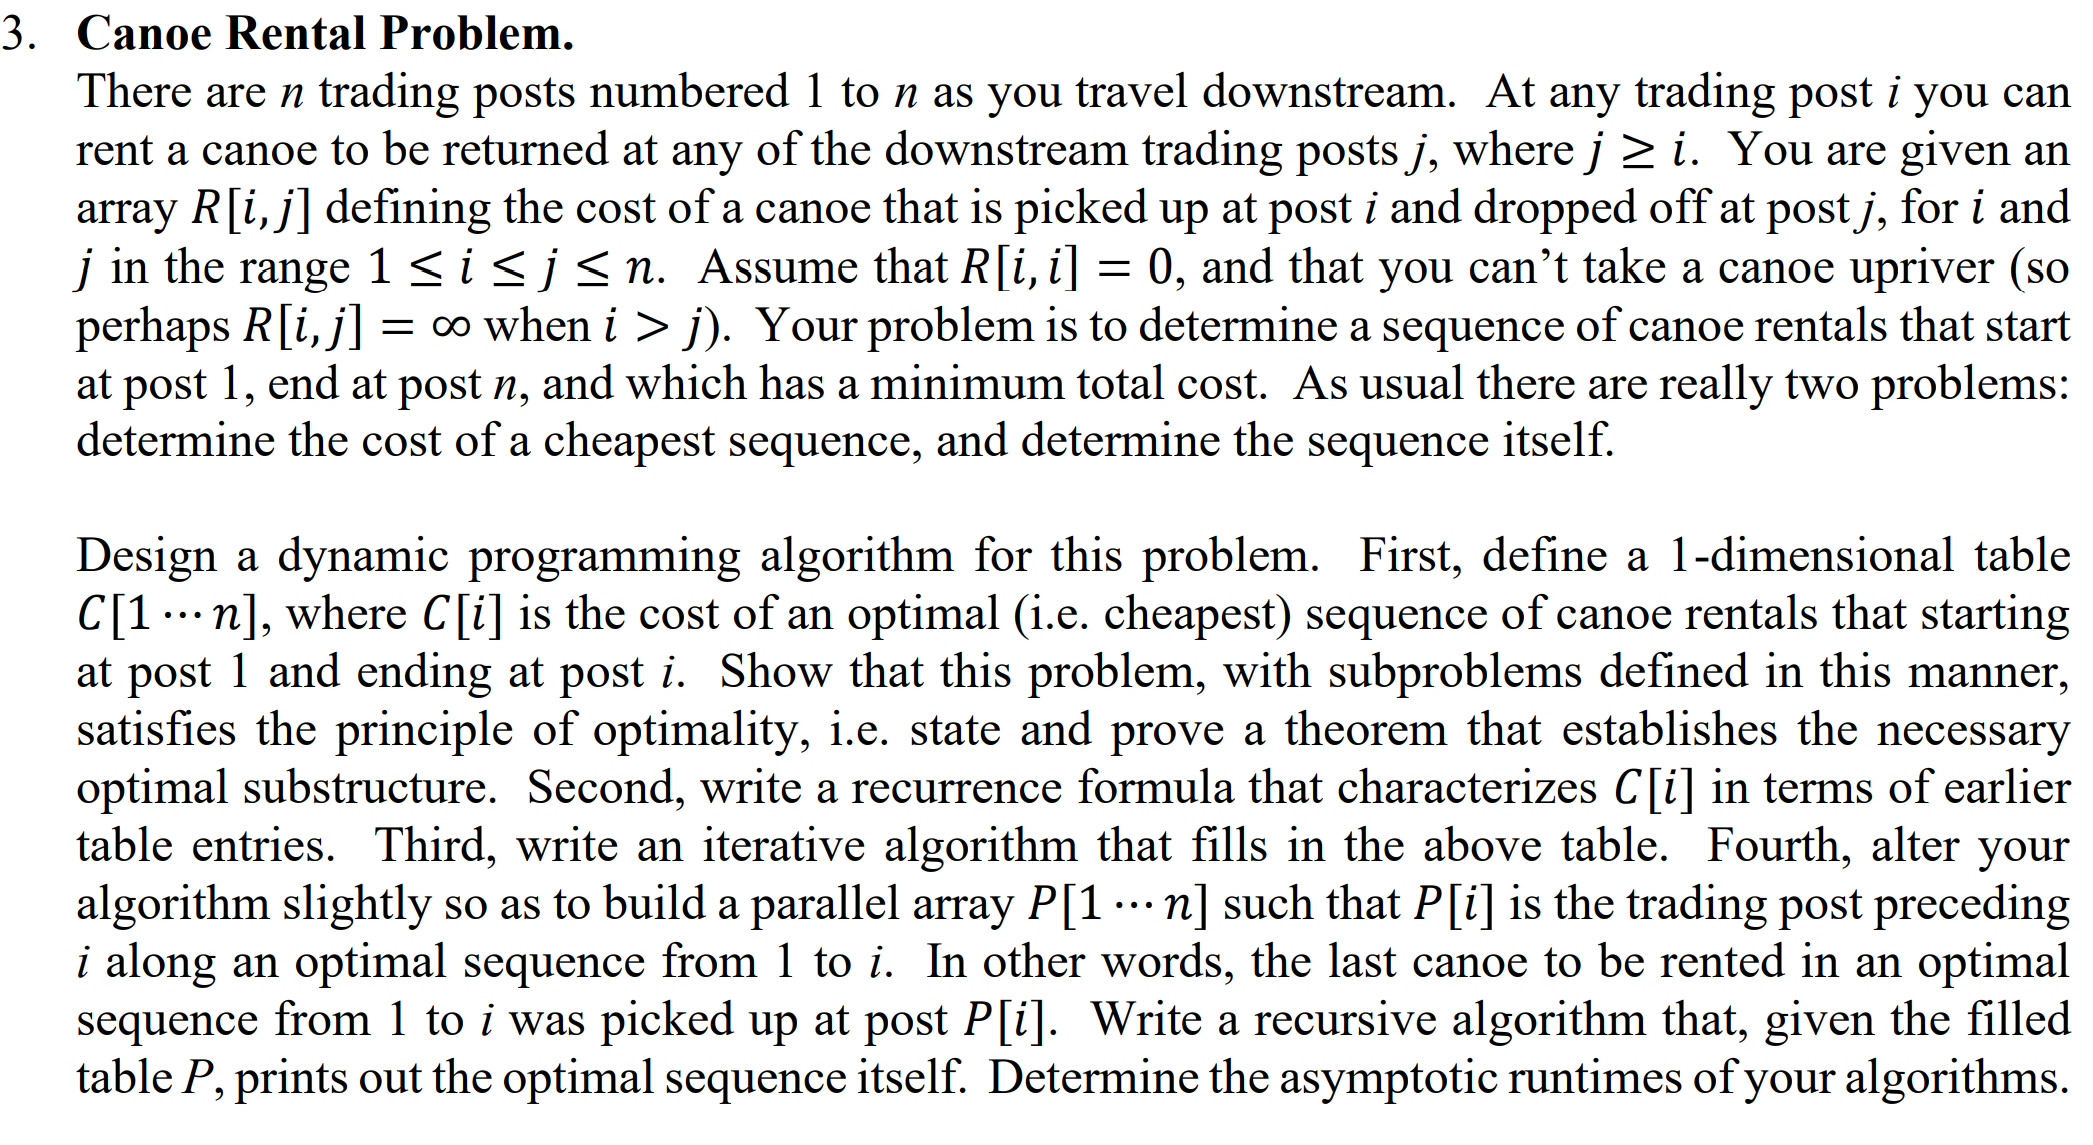 3. Canoe Rental Problem.
There are n trading posts numbered 1 to n as you travel downstream. At any trading post i you can
rent a canoe to be returned at any of the downstream trading posts j, where j ≥ i. You are given an
array R[i, j] defining the cost of a canoe that is picked up at post i and dropped off at post j, for i and
j in the range 1 ≤ i ≤ j ≤ n. Assume that R[i, i] = 0, and that you can’t take a canoe upriver (so
perhaps R[i, j] = ∞ when i > j). Your problem is to determine a sequence of canoe rentals that start
at post 1, end at post n, and which has a minimum total cost. As usual there are really two problems:
determine the cost of a cheapest sequence, and determine the sequence itself.
Design a dynamic programming algorithm for this problem. First, define a 1-dimensional table
C[1 ⋯ n], where C[i] is the cost of an optimal (i.e. cheapest) sequence of canoe rentals that starting
at post 1 and ending at post i. Show that this problem, with subproblems defined in this manner,
satisfies the principle of optimality, i.e. state and prove a theorem that establishes the necessary
optimal substructure. Second, write a recurrence formula that characterizes C[i] in terms of earlier
table entries. Third, write an iterative algorithm that fills in the above table. Fourth, alter your
algorithm slightly so as to build a parallel array P[1 ⋯ n] such that P[i] is the trading post preceding
i along an optimal sequence from 1 to i. In other words, the last canoe to be rented in an optimal
sequence from 1 to i was picked up at post P[i]. Write a recursive algorithm that, given the filled
table P, prints out the optimal sequence itself. Determine the asymptotic runtimes of your algorithms.